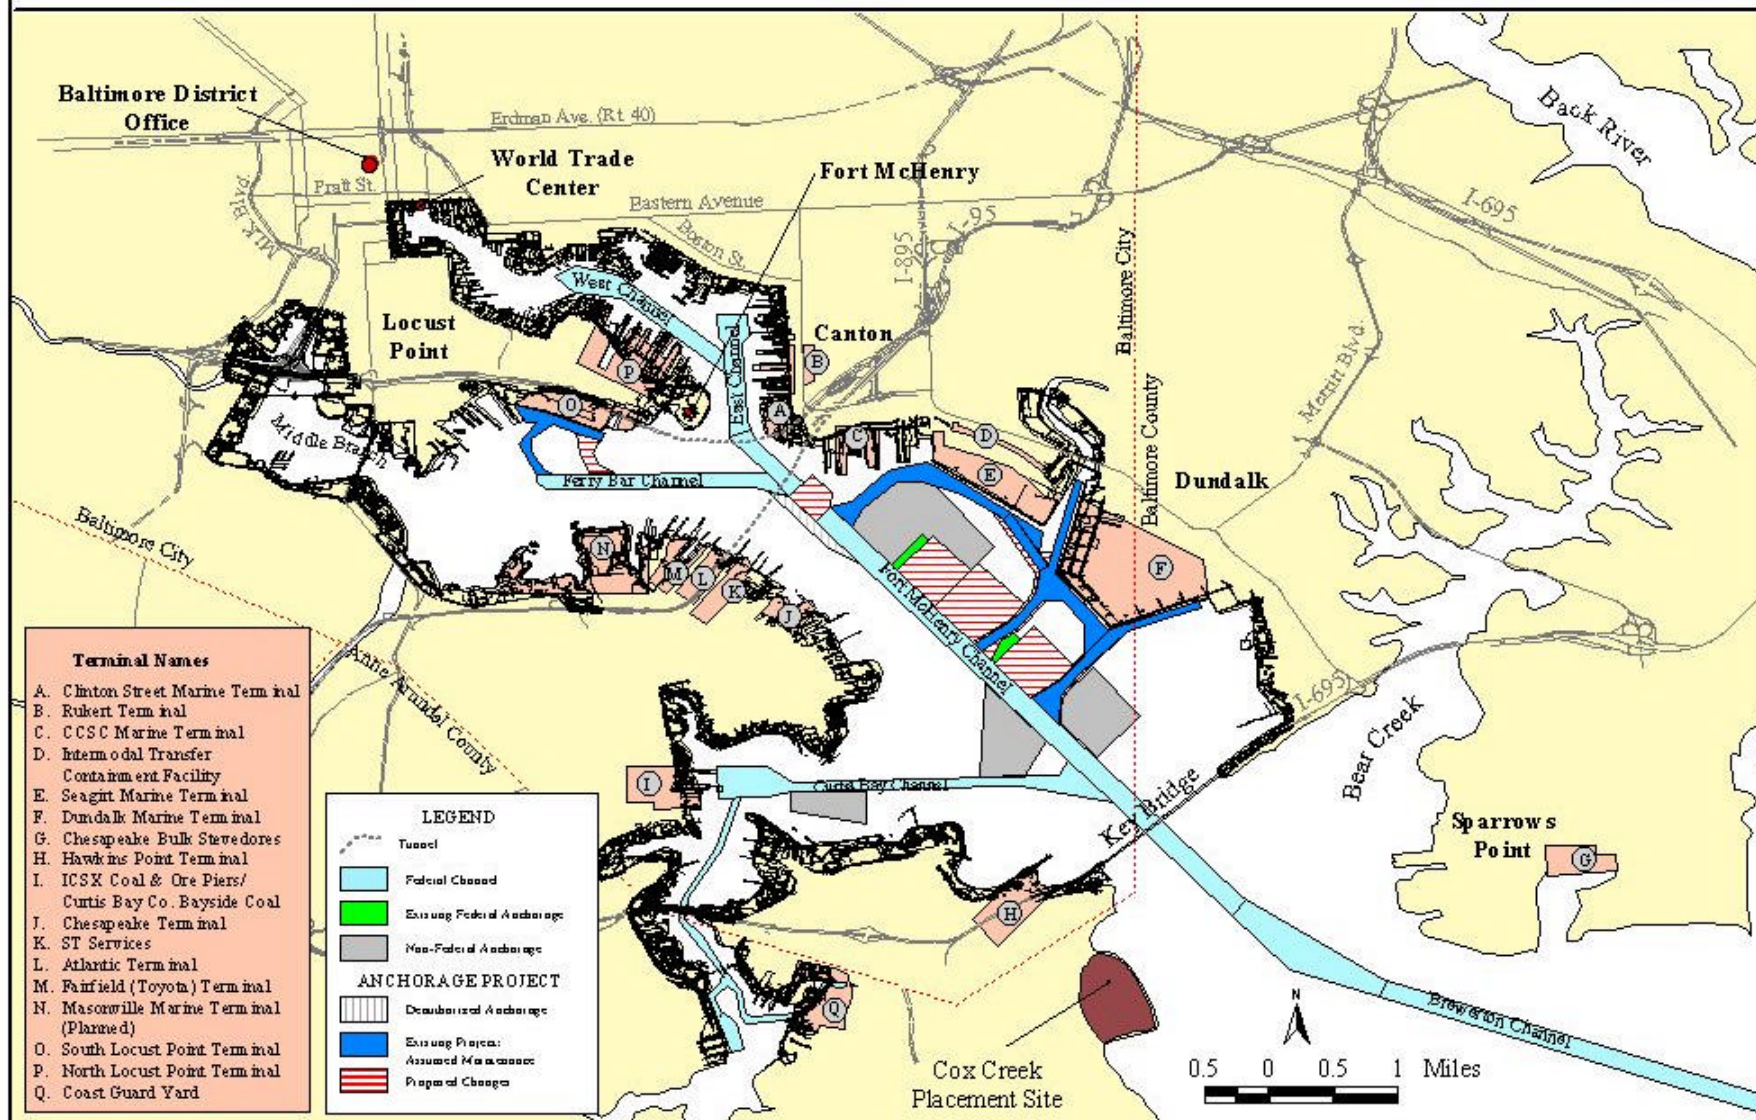 Baltimore District
Office
Erdman Ave. (Rt 40)
World Trade
Center
Pratt St.
MLK Blvd.
Fort McHenry
Eastern Avenue
Boston St.
I-895
I-95
Baltimore City
Baltimore County
Back River
I-695
Merritt Blvd.
West Channel
East Channel
Locust
Point
Canton
P
O
A
B
C
D
E
Middle Branch
Ferry Bar Channel
Dundalk
F
Baltimore City
Anne Arundel County
N
M
L
K
J
Fort McHenry Channel
I-695
Bear Creek
Key Bridge
I
Curtis Bay Channel
H
Q
Sparrows
Point
G
Brewerton Channel
Cox Creek
Placement Site
N
0.5 0 0.5 1 Miles
Terminal Names
A. Clinton Street Marine Terminal
B. Rukert Terminal
C. CCSC Marine Terminal
D. Intermodal Transfer
Containment Facility
E. Seagirt Marine Terminal
F. Dundalk Marine Terminal
G. Chesapeake Bulk Stevedores
H. Hawkins Point Terminal
I. ICSX Coal & Ore Piers/
Curtis Bay Co. Bayside Coal
J. Chesapeake Terminal
K. ST Services
L. Atlantic Terminal
M. Fairfield (Toyota) Terminal
N. Masonville Marine Terminal
(Planned)
O. South Locust Point Terminal
P. North Locust Point Terminal
Q. Coast Guard Yard
LEGEND
Tunnel
Federal Channel
Existing Federal Anchorage
Non-Federal Anchorage
ANCHORAGE PROJECT
Deauthorized Anchorage
Existing Project:
Assumed Maintenance
Proposed Changes